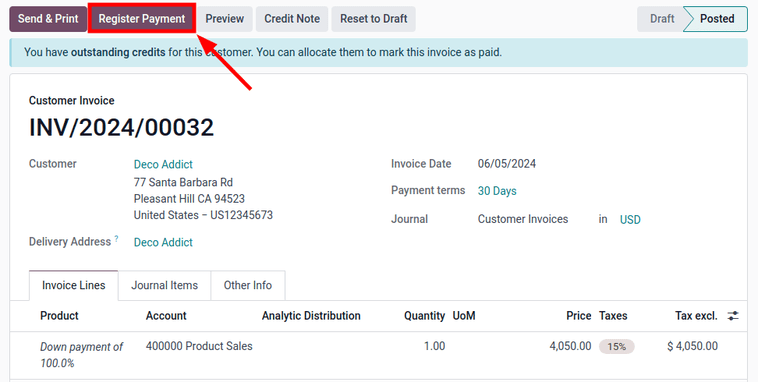 Send & Print Register Payment Preview Credit Note Reset to Draft Draft Posted
You have outstanding credits for this customer. You can allocate them to mark this invoice as paid.
Customer Invoice
INV/2024/00032
Customer Deco Addict Invoice Date 06/05/2024
77 Santa Barbara Rd
Pleasant Hill CA 94523 Payment terms 30 Days
United States – US12345673 Journal Customer Invoices in USD
Delivery Address ? Deco Addict
Invoice Lines Journal Items Other Info
Product Account Analytic Distribution Quantity UoM Price Taxes Tax excl.
Down payment of 400000 Product Sales 1.00 4,050.00 15% $ 4,050.00
100.0%